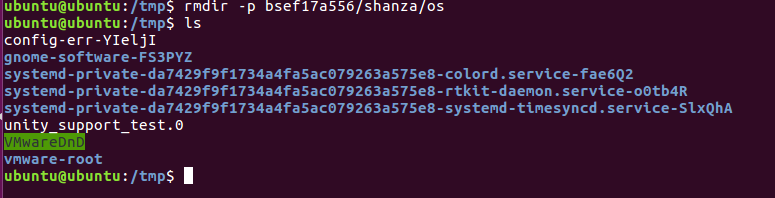 ubuntu@ubuntu:/tmp$ rmdir -p bsef17a556/shanza/os
ubuntu@ubuntu:/tmp$ ls
config-err-YIeljI
gnome-software-FS3PYZ
systemd-private-da7429f9f1734a4fa5ac079263a575e8-colord.service-fae6Q2
systemd-private-da7429f9f1734a4fa5ac079263a575e8-rtkit-daemon.service-o0tb4R
systemd-private-da7429f9f1734a4fa5ac079263a575e8-systemd-timesyncd.service-SlxQhA
unity_support_test.0
VMwareDnD
vmware-root
ubuntu@ubuntu:/tmp$